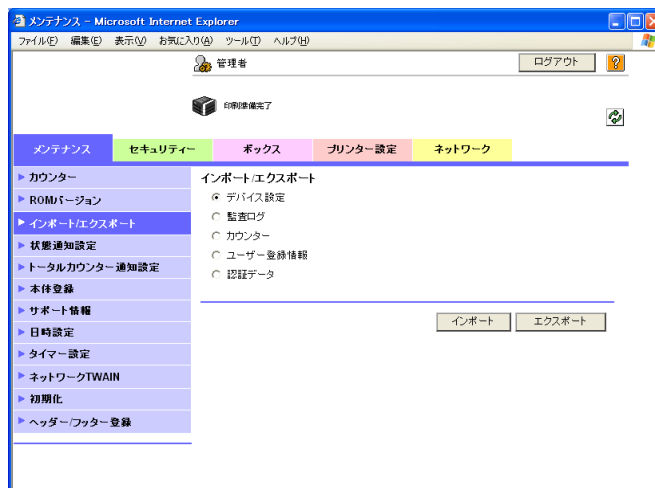 メンテナンス - Microsoft Internet Explorer
ファイル(F) 編集(E) 表示(V) お気に入り(A) ツール(T) ヘルプ(H)
管理者 ログアウト ?
印刷準備完了
メンテナンス セキュリティー ボックス プリンター設定 ネットワーク
カウンター
ROMバージョン
インポート/エクスポート
状態通知設定
トータルカウンター通知設定
本体登録
サポート情報
日時設定
タイマー設定
ネットワークTWAIN
初期化
ヘッダー/フッター登録
インポート/エクスポート
デバイス設定
監査ログ
カウンター
ユーザー登録情報
認証データ
インポート エクスポート